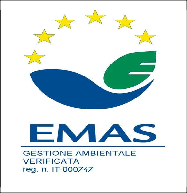 EMAS
GESTIONE AMBIENTALE
VERIFICATA
reg. n. IT 000747